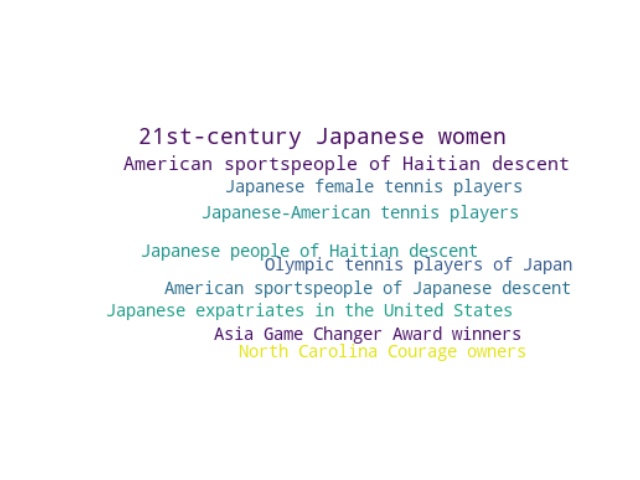 21st-century Japanese women
American sportspeople of Haitian descent
Japanese female tennis players
Japanese-American tennis players
Japanese people of Haitian descent
Olympic tennis players of Japan
American sportspeople of Japanese descent
Japanese expatriates in the United States
Asia Game Changer Award winners
North Carolina Courage owners